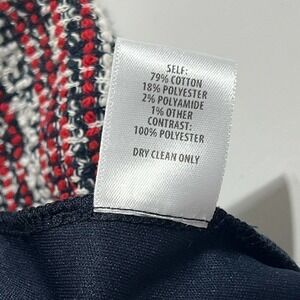 SELF:
79% COTTON
18% POLYESTER
2% POLYAMIDE
1% OTHER
CONTRAST:
100% POLYESTER
DRY CLEAN ONLY